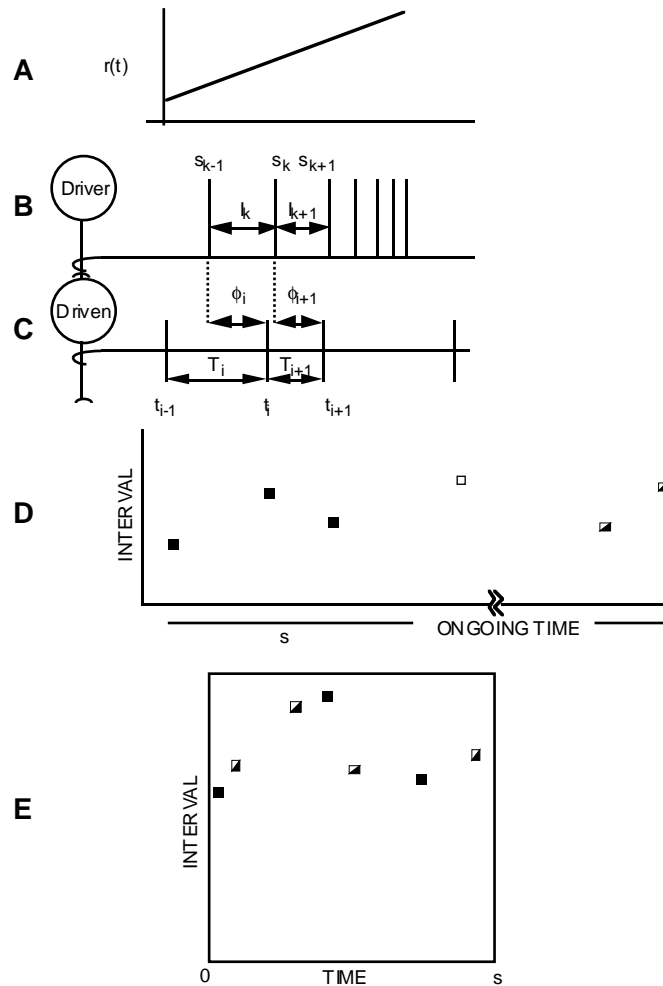 A
r(t)
B
Driver
s k-1
s k
s k+1
I k
I k+1
C
Driven
ϕ i
ϕ i+1
T i
T i+1
t i-1
t i
t i+1
D
INTERVAL
s
ONGOING TIME
E
INTERVAL
0
TIME
s